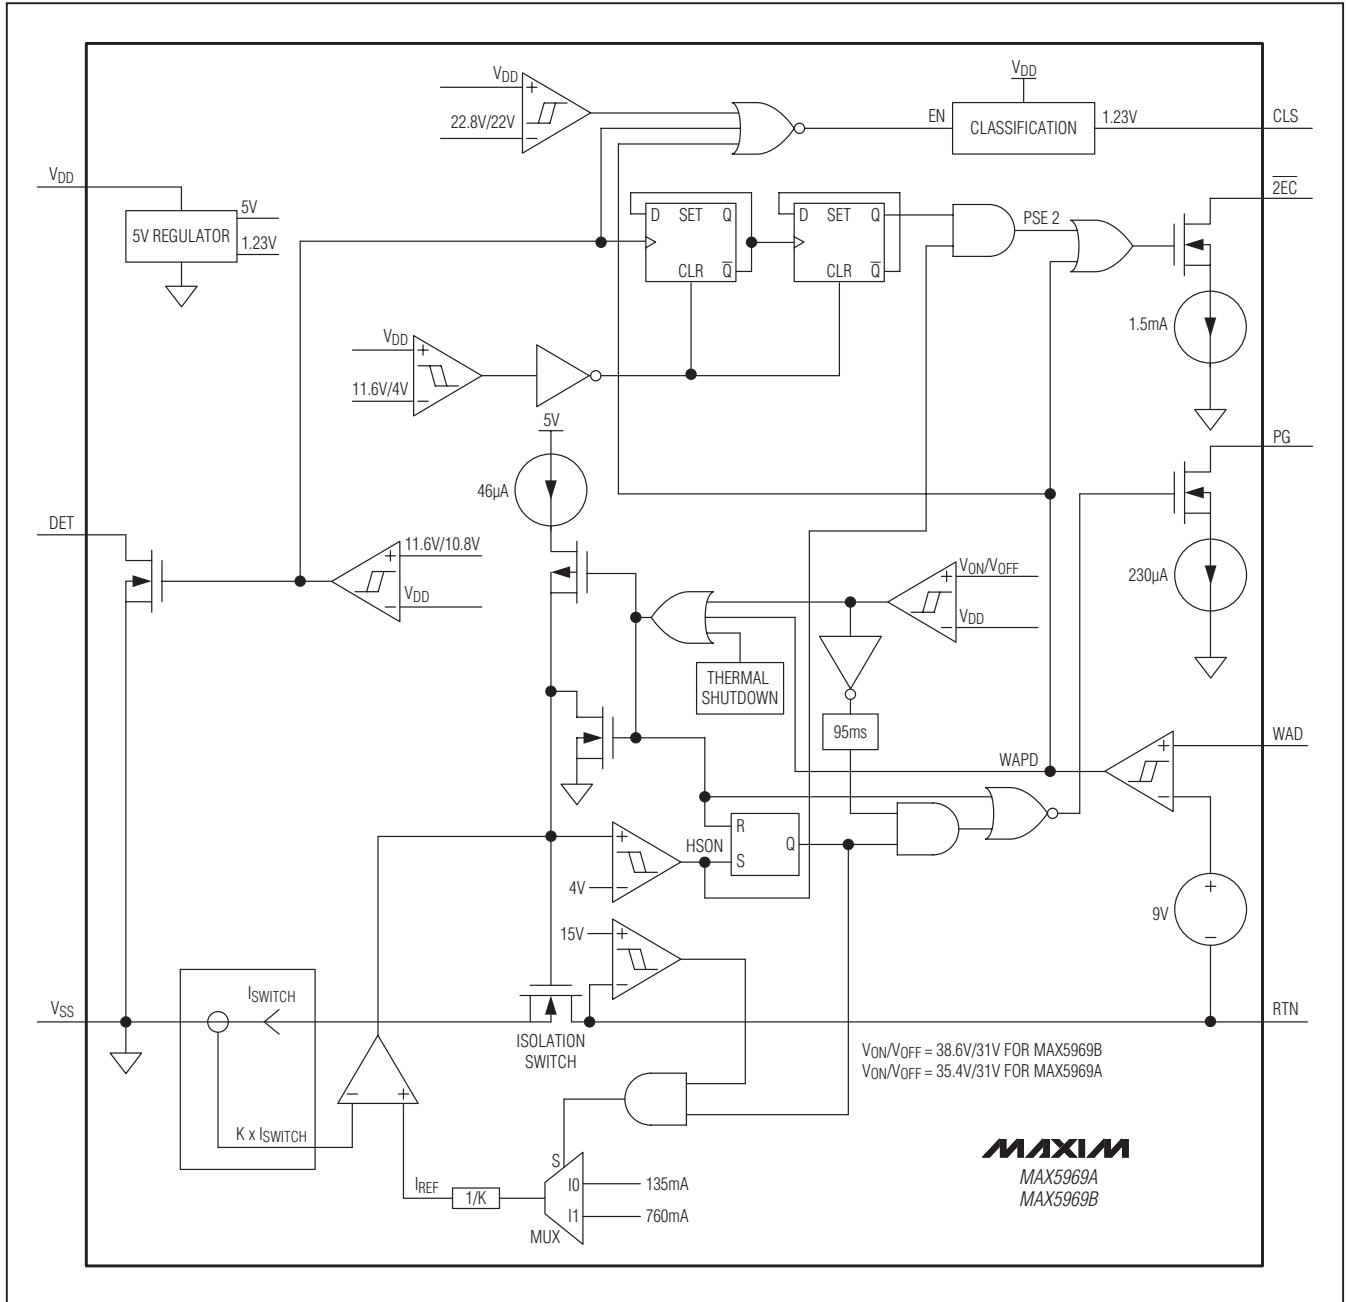 VDD
22.8V/22V
VDD
EN
CLASSIFICATION
1.23V
CLS
VDD
5V REGULATOR
5V
1.23V
D SET Q
CLR Q̅
D SET Q
CLR Q̅
PSE 2
2̅E̅C̅
1.5mA
VDD
11.6V/4V
5V
46µA
PG
230µA
DET
11.6V/10.8V
VDD
VON/VOFF
VDD
THERMAL
SHUTDOWN
95ms
WAPD
WAD
HSON
R
S
Q
4V
15V
9V
VSS
ISWITCH
ISOLATION
SWITCH
RTN
VON/VOFF = 38.6V/31V FOR MAX5969B
VON/VOFF = 35.4V/31V FOR MAX5969A
K x ISWITCH
IREF
1/K
S
I0
I1
MUX
135mA
760mA
MAXIM
MAX5969A
MAX5969B